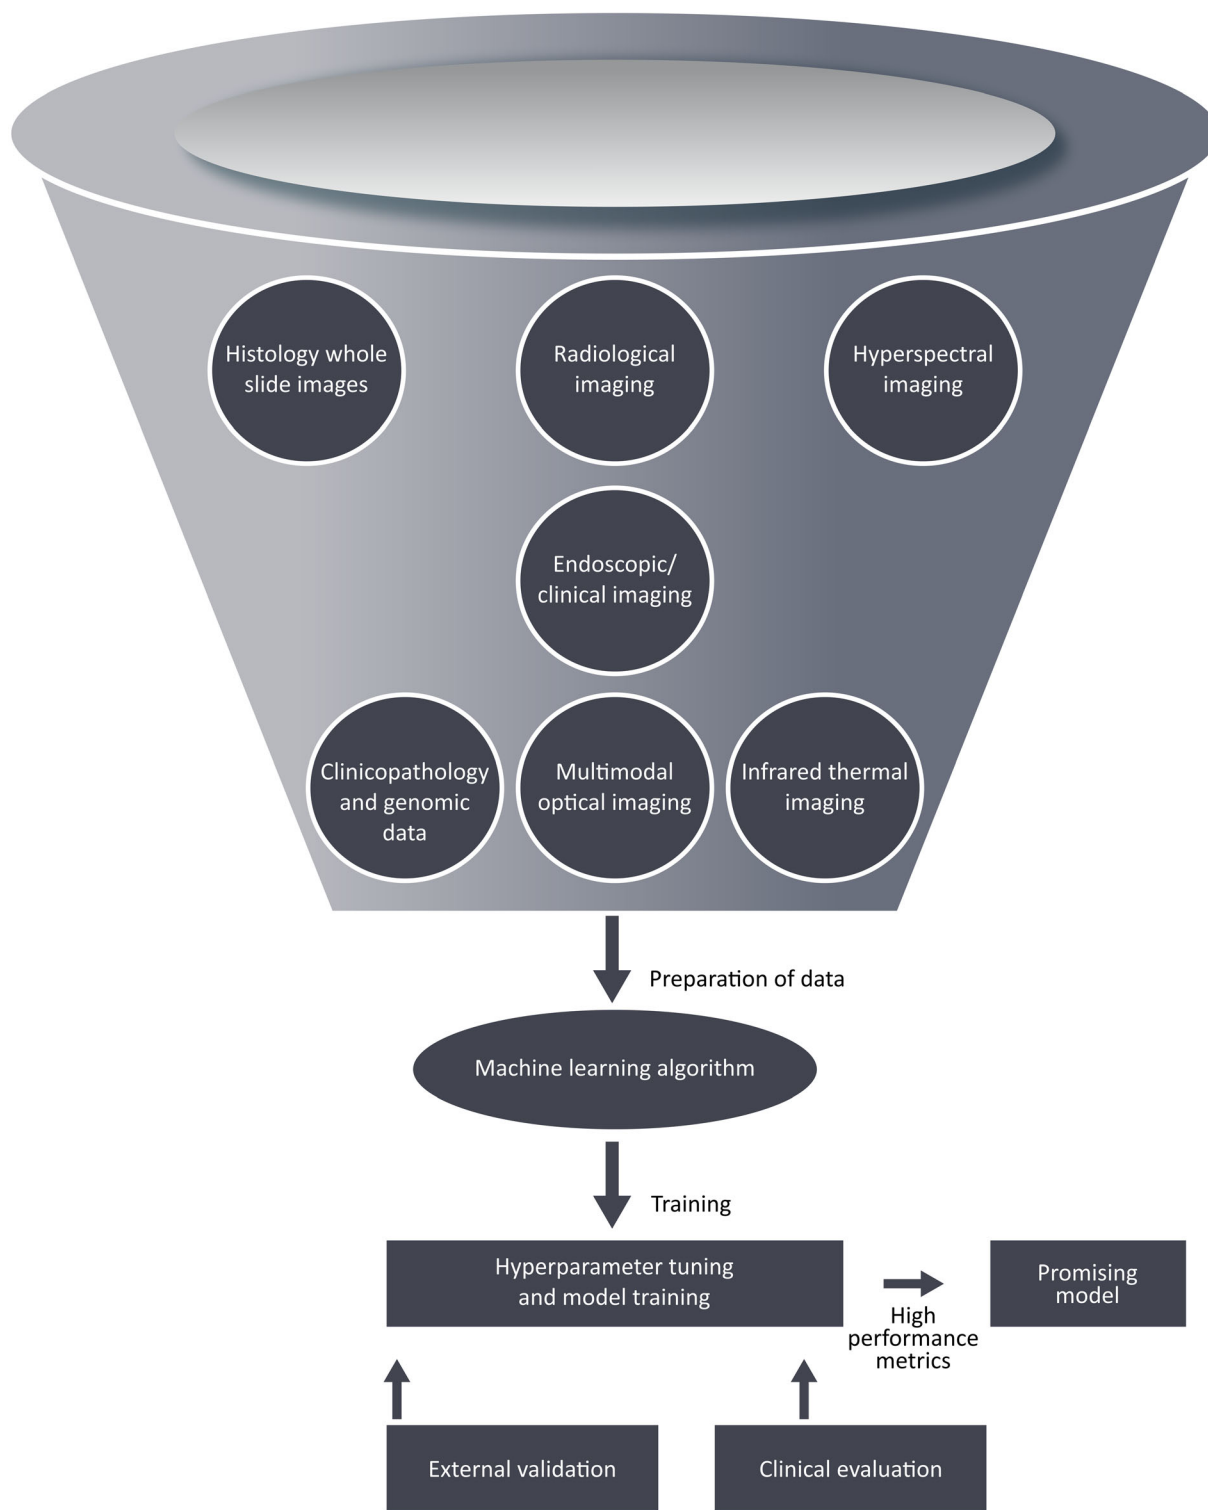 Histology whole
slide images
Radiological
imaging
Hyperspectral
imaging
Endoscopic/
clinical imaging
Clinicopathology
and genomic
data
Multimodal
optical imaging
Infrared thermal
imaging
Preparation of data
Machine learning algorithm
Training
Hyperparameter tuning
and model training
High
performance
metrics
Promising
model
External validation
Clinical evaluation